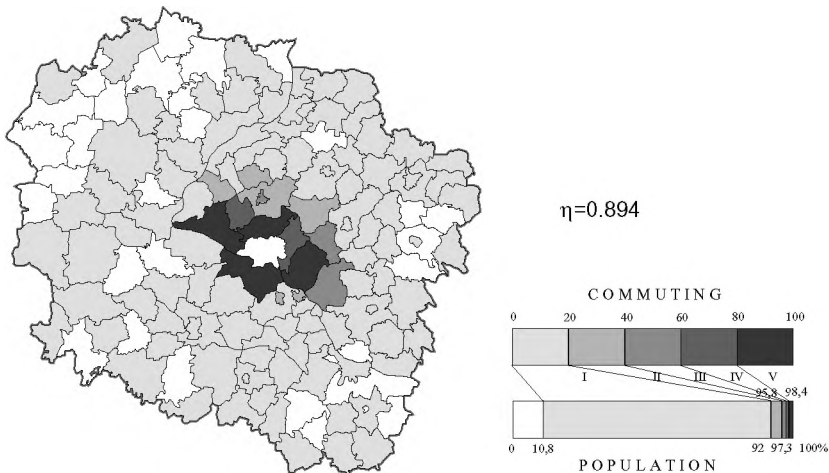 η=0.894
COMMUTING
0 20 40 60 80 100
I II III IV V
95,8 98,4
0 10,8 92 97,3 100%
POPULATION